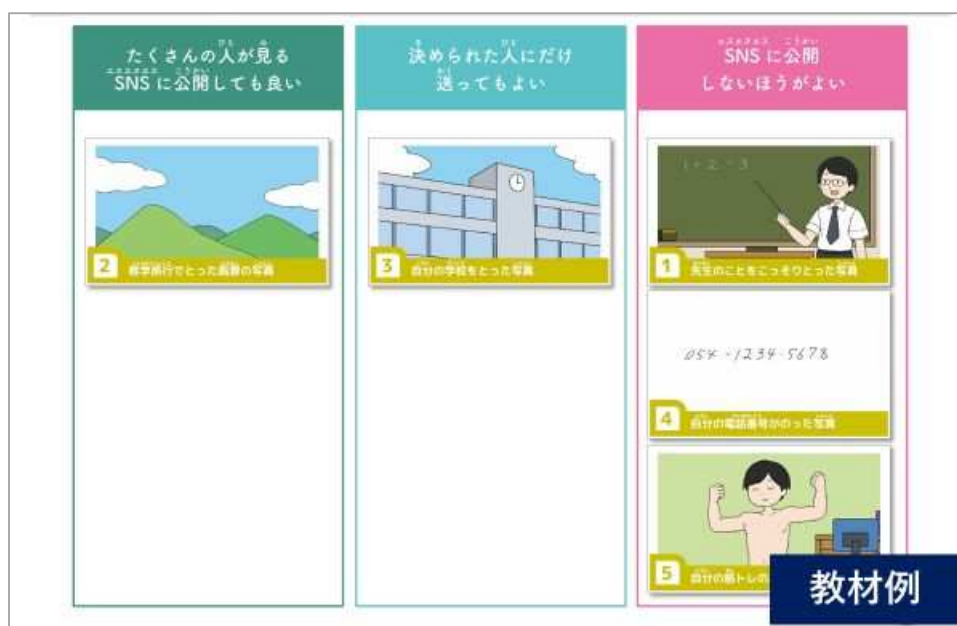 たくさんの人が見る
SNSに公開しても良い
決められた人にだけ
送ってもよい
SNSに公開
しないほうがよい
2 修学旅行でとった風景の写真
3 自分の学校をとった写真
1+2=3
1 先生のことをこっそりとった写真
054-1234-5678
4 自分の電話番号がのった写真
5 自分の筋トレの
教材例